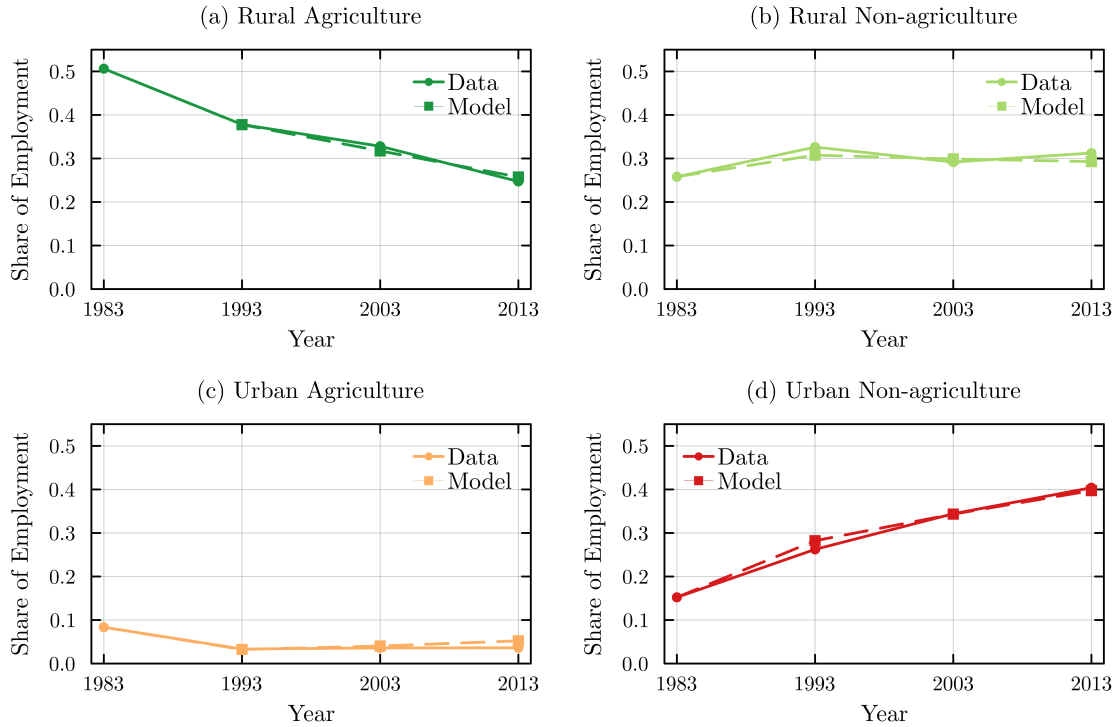 (a) Rural Agriculture
Share of Employment
0.5
0.4
0.3
0.2
0.1
0.0
Data
Model
1983
1993
2003
2013
Year
(b) Rural Non-agriculture
Share of Employment
0.5
0.4
0.3
0.2
0.1
0.0
Data
Model
1983
1993
2003
2013
Year
(c) Urban Agriculture
Share of Employment
0.5
0.4
0.3
0.2
0.1
0.0
Data
Model
1983
1993
2003
2013
Year
(d) Urban Non-agriculture
Share of Employment
0.5
0.4
0.3
0.2
0.1
0.0
Data
Model
1983
1993
2003
2013
Year